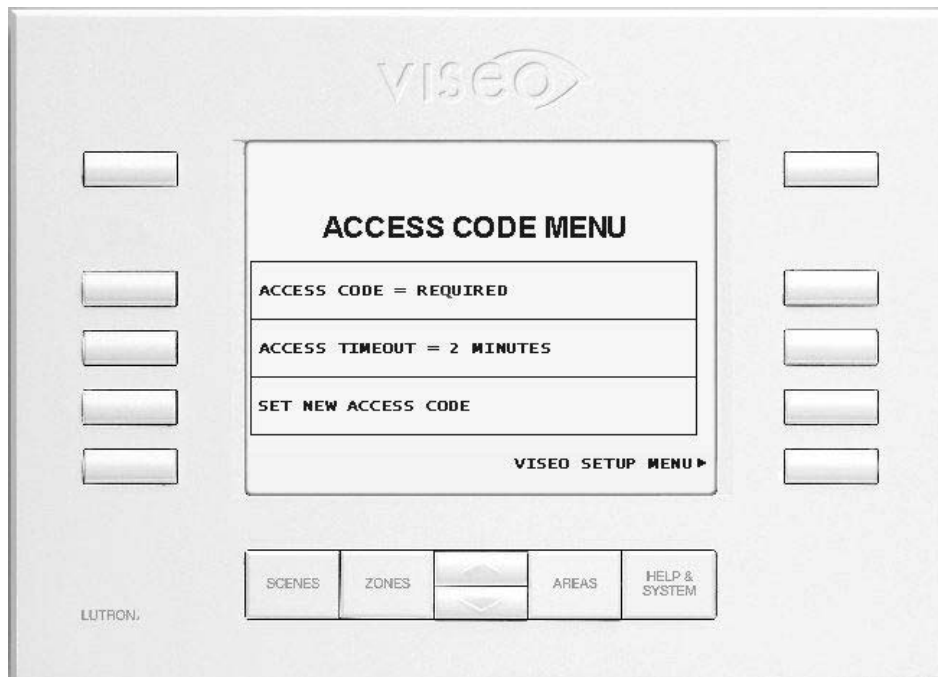 VISEO
ACCESS CODE MENU
ACCESS CODE = REQUIRED
ACCESS TIMEOUT = 2 MINUTES
SET NEW ACCESS CODE
VISEO SETUP MENU▶
SCENES
ZONES
AREAS
HELP &
SYSTEM
LUTRON.